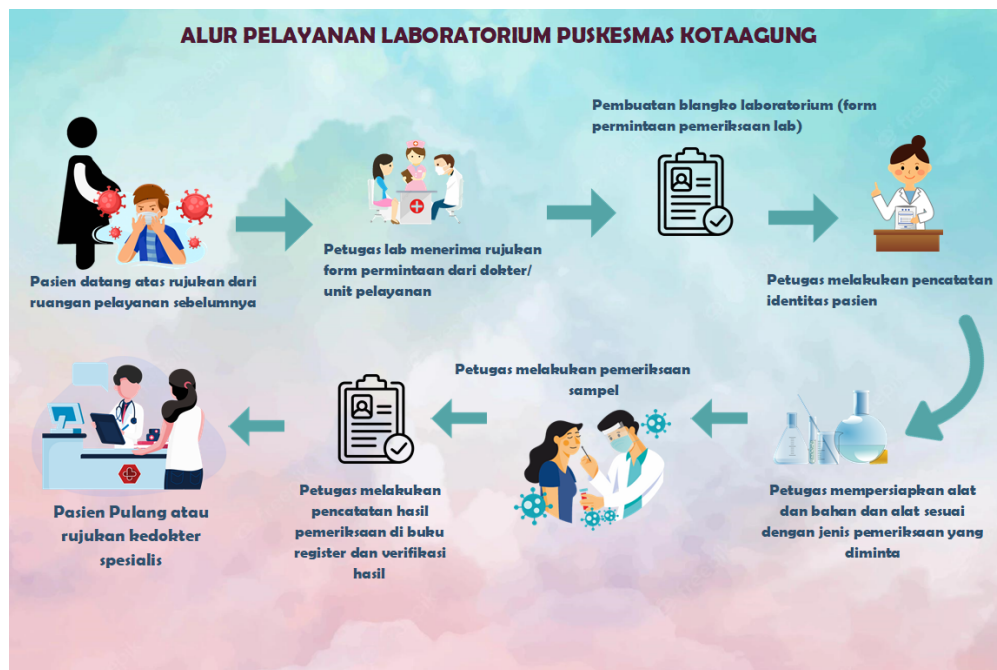 ALUR PELAYANAN LABORATORIUM PUSKESMAS KOTAAGUNG
Pasien datang atas rujukan dari
ruangan pelayanan sebelumnya
Petugas lab menerima rujukan
form permintaan dari dokter/
unit pelayanan
Pembuatan blangko laboratorium (form
permintaan pemeriksaan lab)
Petugas melakukan pencatatan
identitas pasien
Petugas mempersiapkan alat
dan bahan dan alat sesuai
dengan jenis pemeriksaan yang
diminta
Petugas melakukan pemeriksaan
sampel
Petugas melakukan
pencatatan hasil
pemeriksaan di buku
register dan verifikasi
hasil
Pasien Pulang atau
rujukan kedokter
spesialis